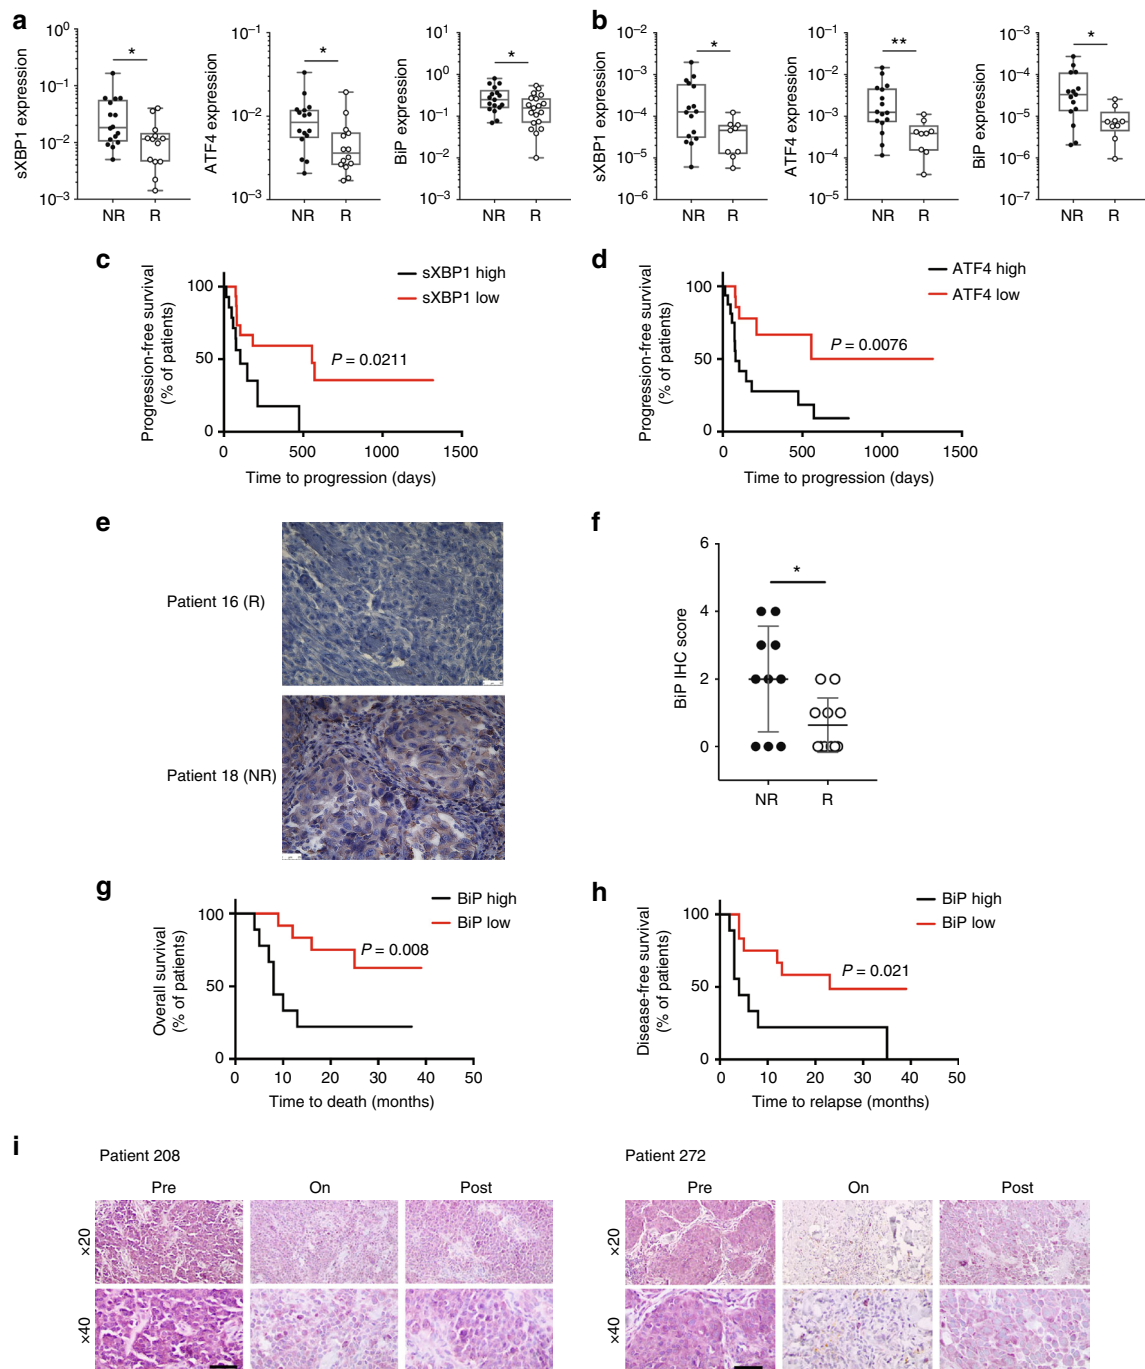 a
sXBP1 expression
10⁰
10⁻¹
10⁻²
10⁻³
NR
R
*
ATF4 expression
10⁻¹
10⁻²
10⁻³
NR
R
*
BiP expression
10¹
10⁰
10⁻¹
10⁻²
10⁻³
NR
R
*
b
sXBP1 expression
10⁻²
10⁻³
10⁻⁴
10⁻⁵
10⁻⁶
NR
R
*
ATF4 expression
10⁻¹
10⁻²
10⁻³
10⁻⁴
10⁻⁵
NR
R
**
BiP expression
10⁻³
10⁻⁴
10⁻⁵
10⁻⁶
10⁻⁷
NR
R
*
c
Progression-free survival
(% of patients)
100
50
0
sXBP1 high
sXBP1 low
P = 0.0211
0
500
1000
1500
Time to progression (days)
d
Progression-free survival
(% of patients)
100
50
0
ATF4 high
ATF4 low
P = 0.0076
0
500
1000
1500
Time to progression (days)
e
Patient 16 (R)
Patient 18 (NR)
f
BiP IHC score
6
4
2
0
*
NR
R
g
Overall survival
(% of patients)
100
50
0
BiP high
BiP low
P = 0.008
0
10
20
30
40
50
Time to death (months)
h
Disease-free survival
(% of patients)
100
50
0
BiP high
BiP low
P = 0.021
0
10
20
30
40
50
Time to relapse (months)
i
Patient 208
Pre
On
Post
×20
×40
Patient 272
Pre
On
Post
×20
×40